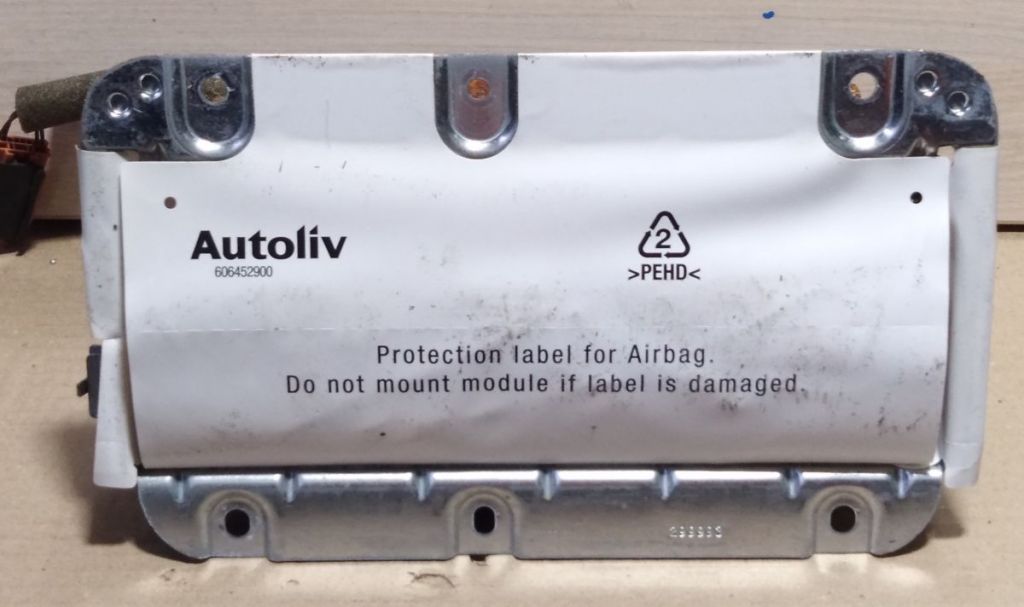 Autoliv
606452900
2
>PEHD<
Protection label for Airbag.
Do not mount module if label is damaged.